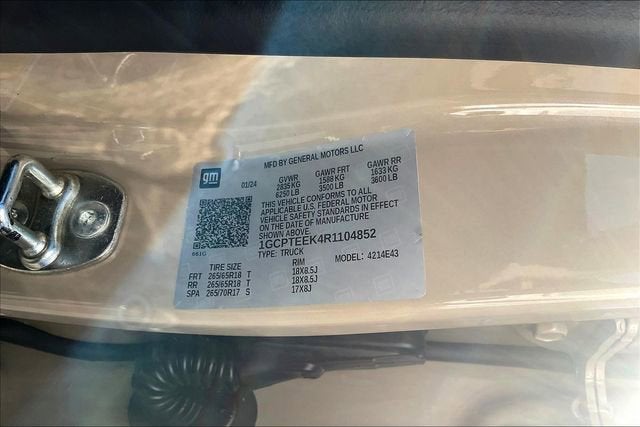 gm
MFD BY GENERAL MOTORS LLC
01/24 GVWR GAWR FRT GAWR RR
2835 KG 1588 KG 1633 KG
6250 LB 3500 LB 3600 LB
THIS VEHICLE CONFORMS TO ALL
APPLICABLE U.S. FEDERAL MOTOR
VEHICLE SAFETY STANDARDS IN EFFECT
ON THE DATE OF MANUFACTURE
SHOWN ABOVE
1GCPTEEK4R1104852
661G TYPE: TRUCK MODEL: 4214E43
TIRE SIZE RIM
FRT 265/65R18 T 18X8.5J
RR 265/65R18 T 18X8.5J
SPA 265/70R17 S 17X8J